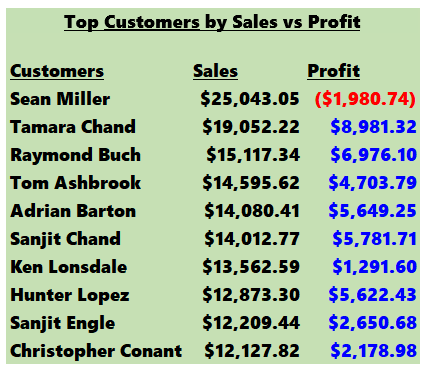 Top Customers by Sales vs Profit
Customers Sales Profit
Sean Miller $25,043.05 ($1,980.74)
Tamara Chand $19,052.22 $8,981.32
Raymond Buch $15,117.34 $6,976.10
Tom Ashbrook $14,595.62 $4,703.79
Adrian Barton $14,080.41 $5,649.25
Sanjit Chand $14,012.77 $5,781.71
Ken Lonsdale $13,562.59 $1,291.60
Hunter Lopez $12,873.30 $5,622.43
Sanjit Engle $12,209.44 $2,650.68
Christopher Conant $12,127.82 $2,178.98